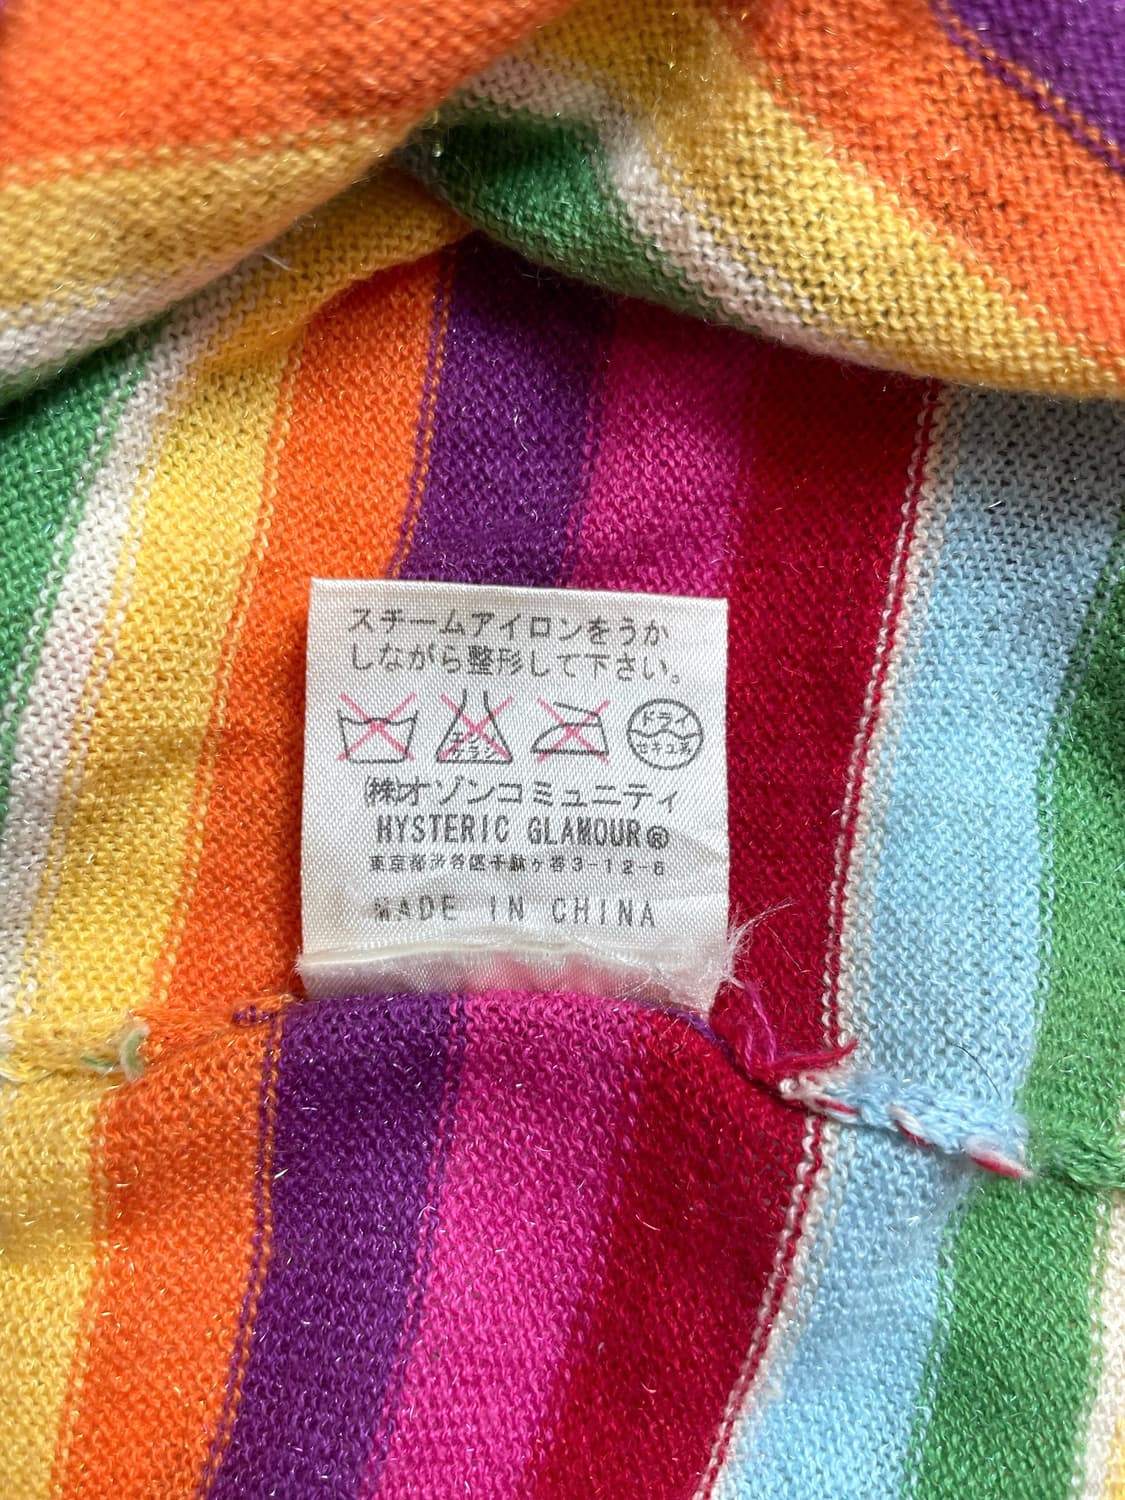 スチームアイロンをうか
しながら整形して下さい。
ドライ
㈱オゾンコミュニティ
HYSTERIC GLAMOUR®
東京都渋谷区千駄ヶ谷3-12-6
MADE IN CHINA